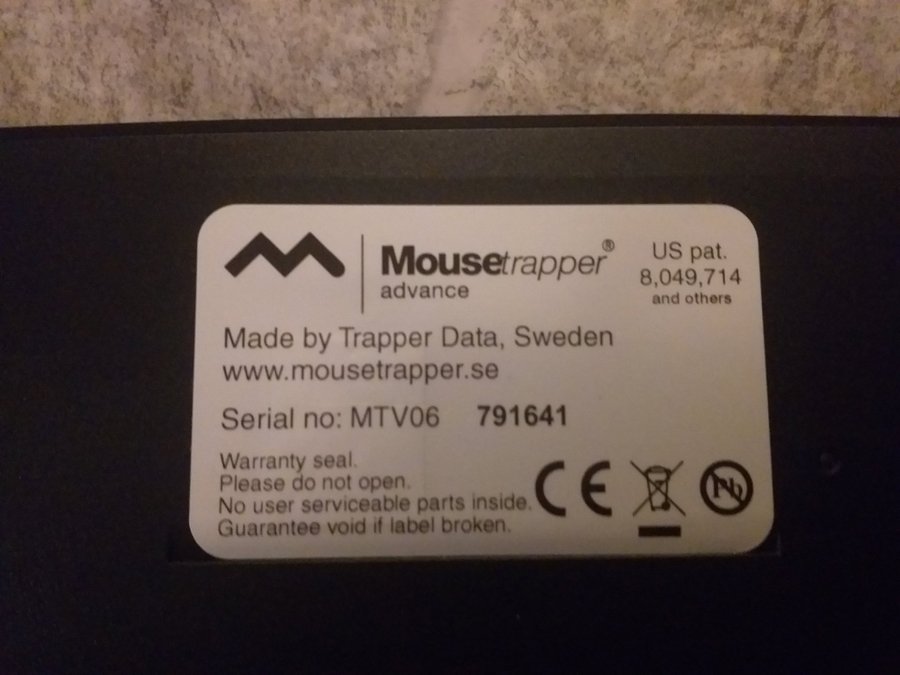 Mousetrapper®
advance
US pat.
8,049,714
and others
Made by Trapper Data, Sweden
www.mousetrapper.se
Serial no: MTV06 791641
Warranty seal.
Please do not open.
No user serviceable parts inside.
Guarantee void if label broken.
CE
Pb